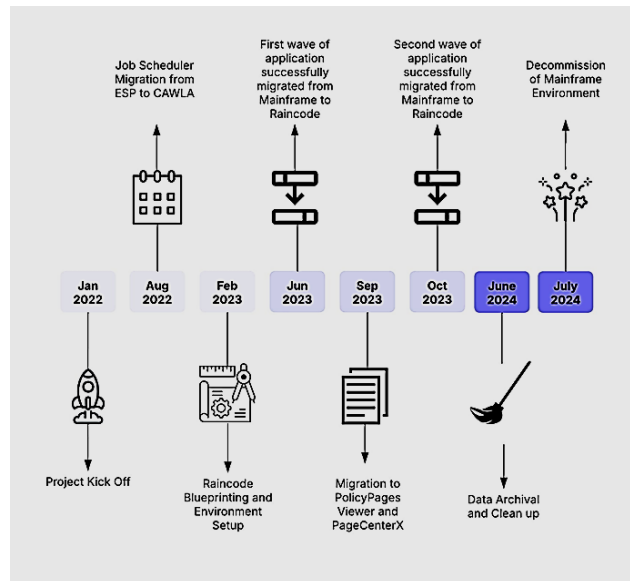 Job Scheduler
Migration from
ESP to CAWLA
First wave of
application
successfully
migrated from
Mainframe to
Raincode
Second wave of
application
successfully
migrated from
Mainframe to
Raincode
Decommission
of Mainframe
Environment
Jan
2022
Aug
2022
Feb
2023
Jun
2023
Sep
2023
Oct
2023
June
2024
July
2024
Project Kick Off
Raincode
Blueprinting and
Environment
Setup
Migration to
PolicyPages
Viewer and
PageCenterX
Data Archival
and Clean up